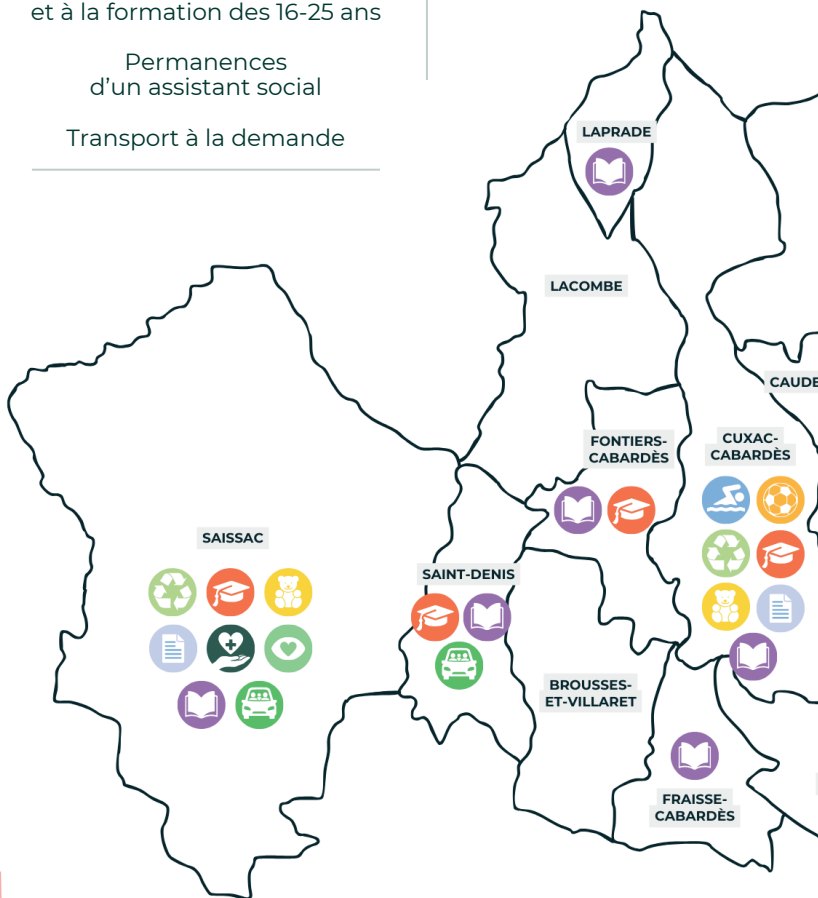 et à la formation des 16-25 ans
Permanences
d'un assistant social
Transport à la demande
LAPRADE
LACOMBE
CAUDE
FONTIERS-
CABARDÈS
CUXAC-
CABARDÈS
SAISSAC
SAINT-DENIS
BROUSSES-
ET-VILLARET
FRAISSE-
CABARDÈS